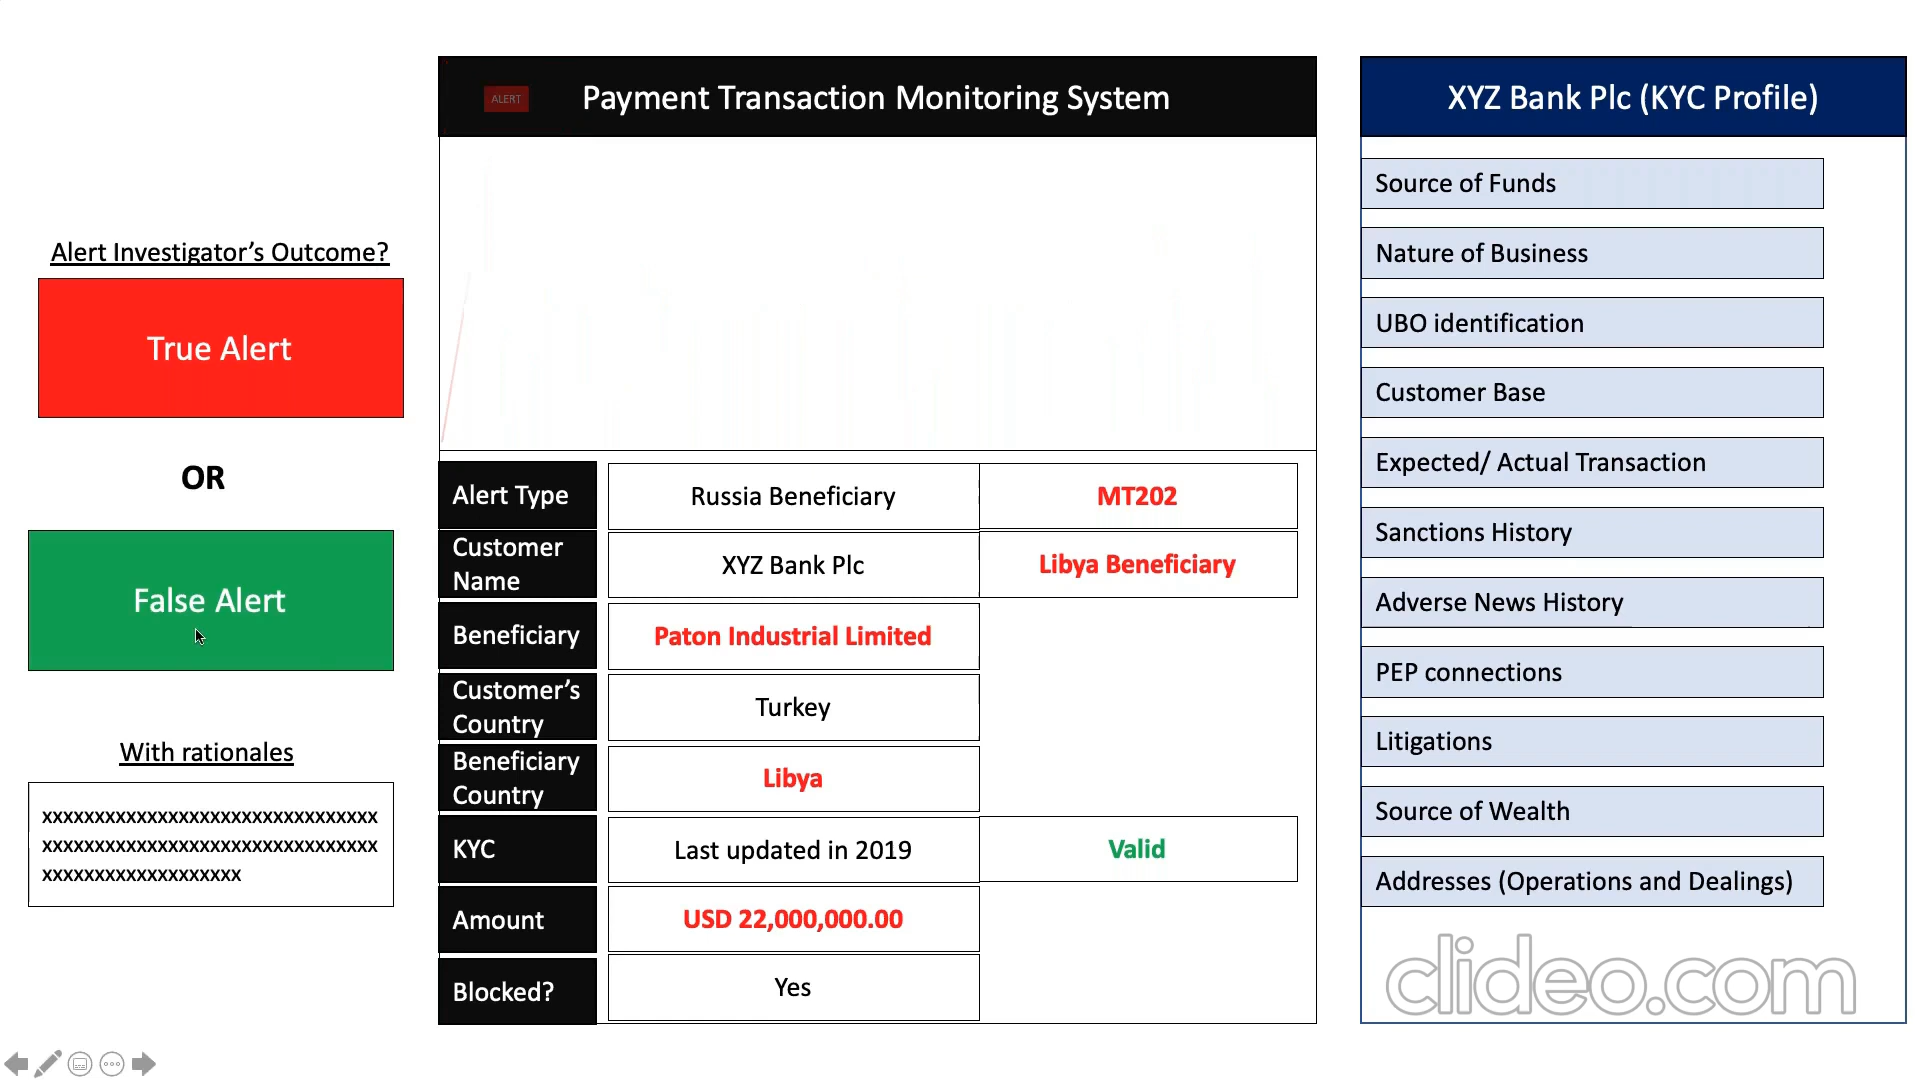 Alert Investigator’s Outcome?
True Alert
OR
False Alert
With rationales
xxxxxxxxxxxxxxxxxxxxxxxxxxxxxxxx
xxxxxxxxxxxxxxxxxxxxxxxxxxxxxxxx
xxxxxxxxxxxxxxxxxxx
ALERT
Payment Transaction Monitoring System
Alert Type
Russia Beneficiary
MT202
Customer
Name
XYZ Bank Plc
Libya Beneficiary
Beneficiary
Paton Industrial Limited
Customer’s
Country
Turkey
Beneficiary
Country
Libya
KYC
Last updated in 2019
Valid
Amount
USD 22,000,000.00
Blocked?
Yes
XYZ Bank Plc (KYC Profile)
Source of Funds
Nature of Business
UBO identification
Customer Base
Expected/ Actual Transaction
Sanctions History
Adverse News History
PEP connections
Litigations
Source of Wealth
Addresses (Operations and Dealings)
clideo.com